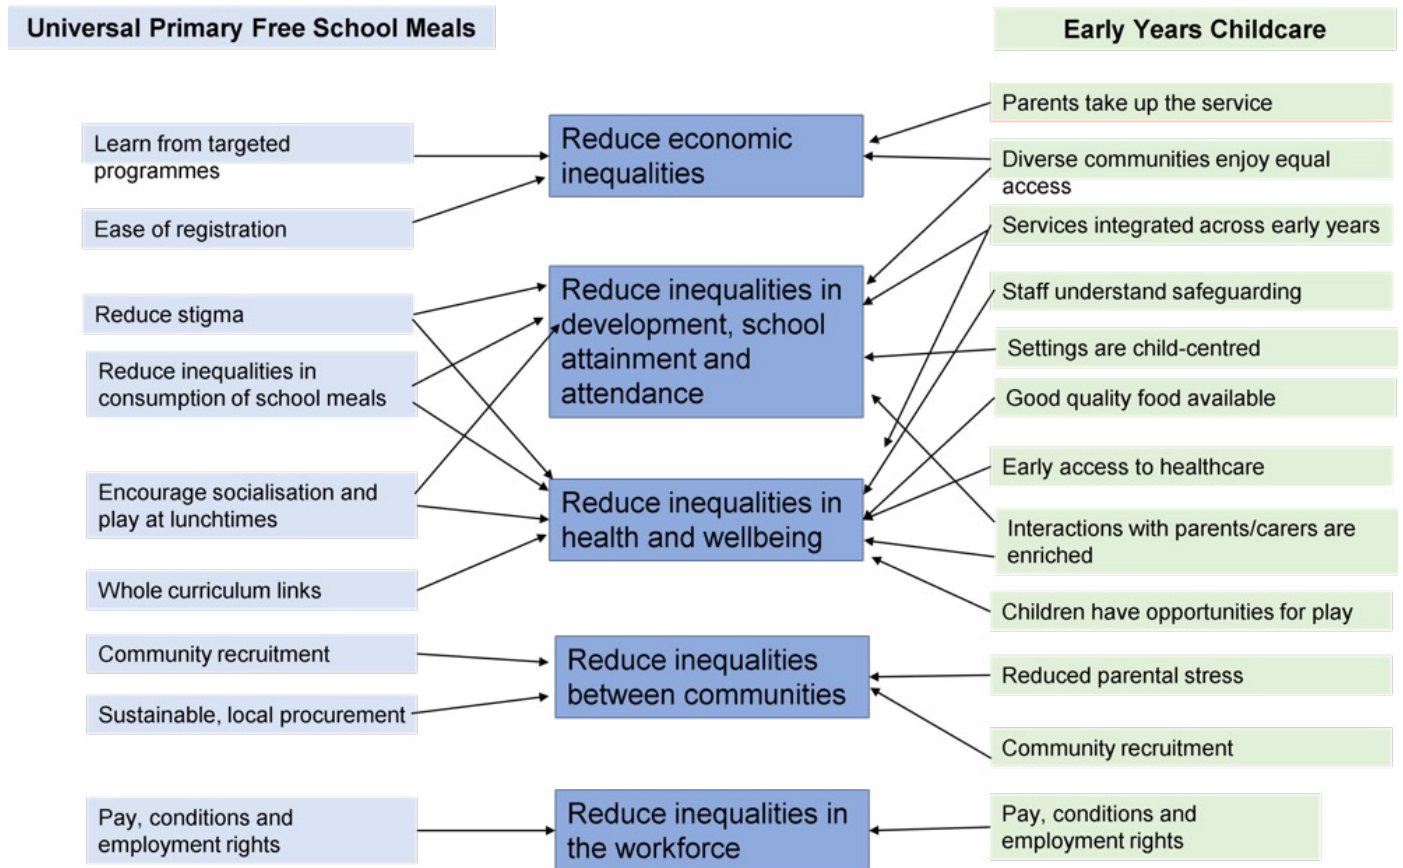 Universal Primary Free School Meals
Learn from targeted
programmes
Ease of registration
Reduce stigma
Reduce inequalities in
consumption of school meals
Encourage socialisation and
play at lunchtimes
Whole curriculum links
Community recruitment
Sustainable, local procurement
Pay, conditions and
employment rights
Reduce economic
inequalities
Reduce inequalities in
development, school
attainment and
attendance
Reduce inequalities in
health and wellbeing
Reduce inequalities
between communities
Reduce inequalities in
the workforce
Early Years Childcare
Parents take up the service
Diverse communities enjoy equal
access
Services integrated across early years
Staff understand safeguarding
Settings are child-centred
Good quality food available
Early access to healthcare
Interactions with parents/carers are
enriched
Children have opportunities for play
Reduced parental stress
Community recruitment
Pay, conditions and
employment rights